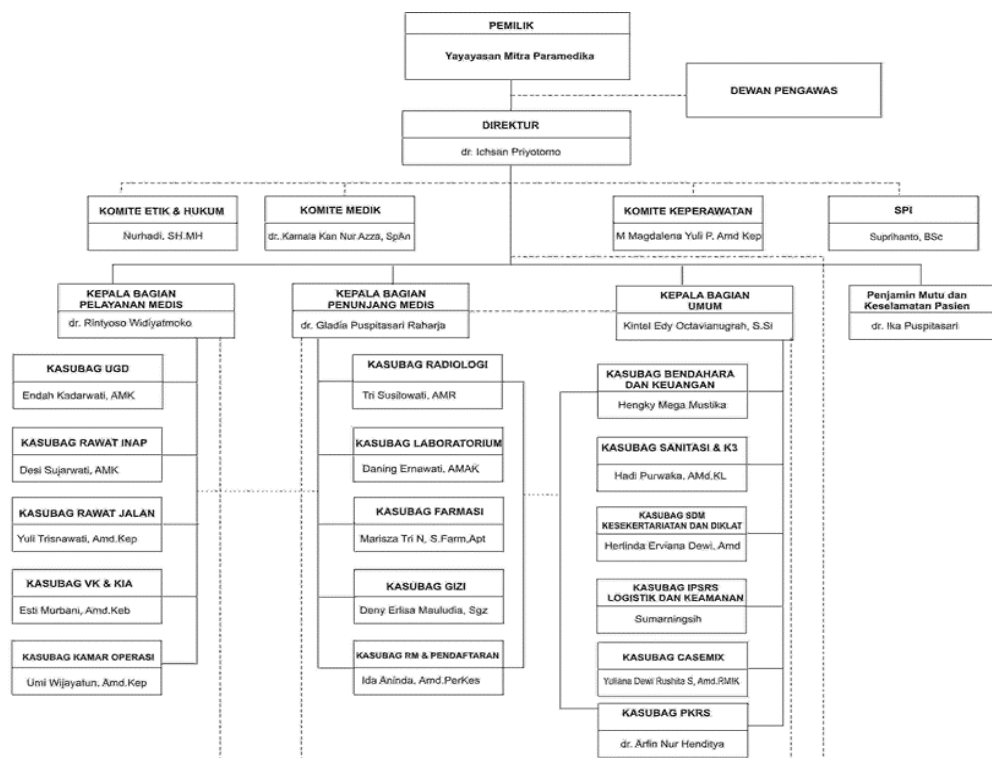 PEMILIK
Yayayasan Mitra Paramedika
DEWAN PENGAWAS
DIREKTUR
dr. Ichsan Priyotomo
KOMITE ETIK & HUKUM
Nurhadi, SH.MH
KOMITE MEDIK
dr..Kamala Kan Nur.Azza, SpAn
KOMITE KEPERAWATAN
M Magdalena Yuli P. Amd Kep
SPI
Suprihanto, BSc
KEPALA BAGIAN
PELAYANAN MEDIS
dr. Rintyoso Widiyatmoko
KEPALA BAGIAN
PENUNJANG MEDIS
dr. Gladia Puspitasari Raharja
KEPALA BAGIAN
UMUM
Kintel Edy Octavianugrah, S.Si
Penjamin Mutu dan
Keselamatan Pasien
dr. Ika Puspitasari
KASUBAG UGD
Endah Kadarwati, AMK
KASUBAG RAWAT INAP
Desi Sujarwati, AMK
KASUBAG RAWAT JALAN
Yuli Trisnawati, Amd.Kep
KASUBAG VK & KIA
Esti Murbani, Amd.Keb
KASUBAG KAMAR OPERASI
Umi Wijayatun, Amd.Kep
KASUBAG RADIOLOGI
Tri Susilowati, AMR
KASUBAG LABORATORIUM
Daning Ernawati, AMAK
KASUBAG FARMASI
Marisza Tri N, S.Farm,Apt
KASUBAG GIZI
Deny Erlisa Mauludia, Sgz
KASUBAG RM & PENDAFTARAN
Ida Aninda, Amd.PerKes
KASUBAG BENDAHARA
DAN KEUANGAN
Hengky Mega Mustika
KASUBAG SANITASI & K3
Hadi Purwaka, AMd.KL
KASUBAG SDM
KESEKERTARIATAN DAN DIKLAT
Herlinda Erviana Dewi, Amd
KASUBAG IPSRS
LOGISTIK DAN KEAMANAN
Sumarningsih
KASUBAG CASEMIX
Yuliana Dewi Rushita S, Amd.RMIK
KASUBAG PKRS
dr. Arfin Nur Henditya